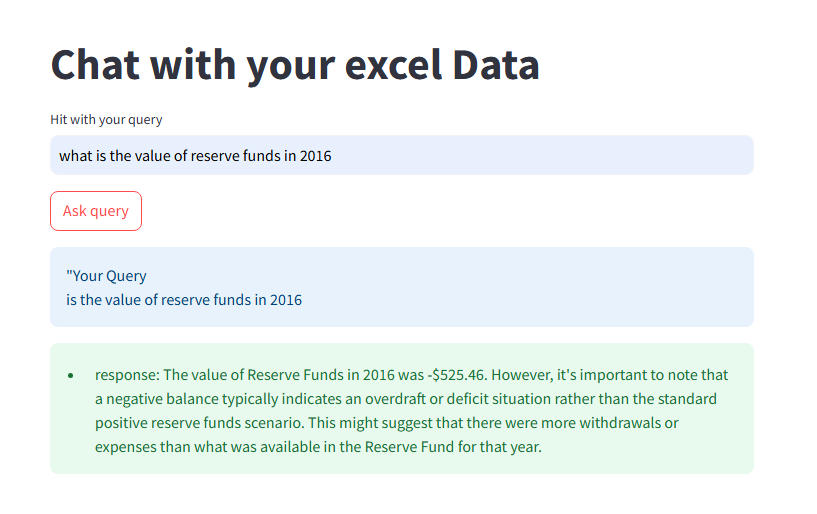 Chat with your excel Data
Hit with your query
what is the value of reserve funds in 2016
Ask query
"Your Query
is the value of reserve funds in 2016
• response: The value of Reserve Funds in 2016 was -$525.46. However, it's important to note that
a negative balance typically indicates an overdraft or deficit situation rather than the standard
positive reserve funds scenario. This might suggest that there were more withdrawals or
expenses than what was available in the Reserve Fund for that year.